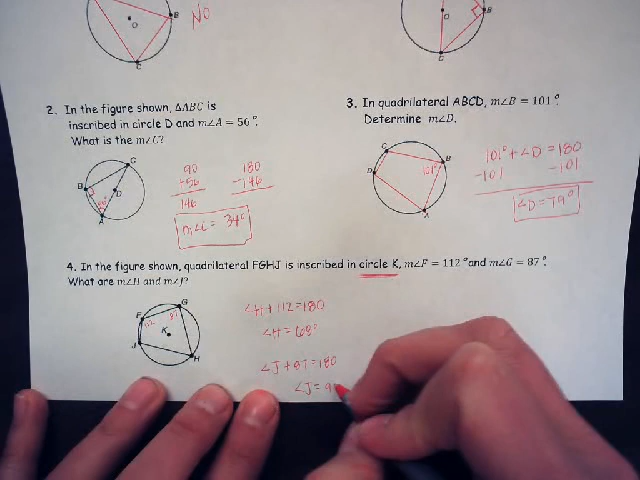 B
O
C
NO
O
B
2. In the figure shown, △ABC is
inscribed in circle D and m∠A = 56°.
What is the m∠C?
C
B
D
A
56°
90
180
-146
146
m∠C = 34°
3. In quadrilateral ABCD, m∠B = 101°.
Determine m∠D.
C
B
D
A
101°
101° + ∠D = 180
-101 -101
∠D = 79°
4. In the figure shown, quadrilateral FGHJ is inscribed in circle K, m∠F = 112° and m∠G = 87°.
What are m∠H and m∠J?
G
F
112
87
K
J
H
∠H + 112 = 180
∠H = 68°
∠J + 87 = 180
∠J = 9